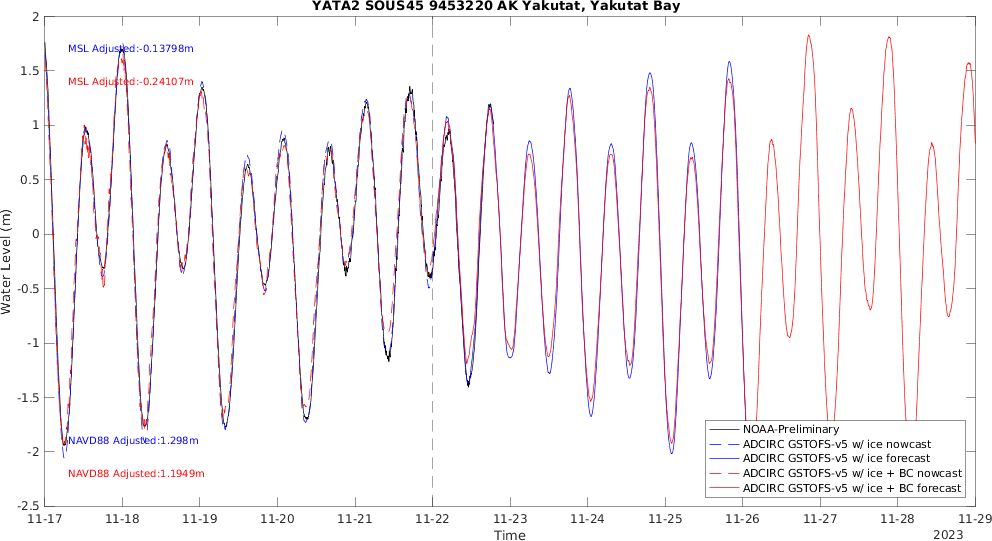 YATA2 SOUS45 9453220 AK Yakutat, Yakutat Bay
2
1.5
1
0.5
0
-0.5
-1
-1.5
-2
-2.5
Water Level (m)
MSL Adjusted:-0.13798m
MSL Adjusted:-0.24107m
NAVD88 Adjusted:1.298m
NAVD88 Adjusted:1.1949m
NOAA-Preliminary
ADCIRC GSTOFS-v5 w/ ice nowcast
ADCIRC GSTOFS-v5 w/ ice forecast
ADCIRC GSTOFS-v5 w/ ice + BC nowcast
ADCIRC GSTOFS-v5 w/ ice + BC forecast
11-17 11-18 11-19 11-20 11-21 11-22 11-23 11-24 11-25 11-26 11-27 11-28 11-29
Time
2023